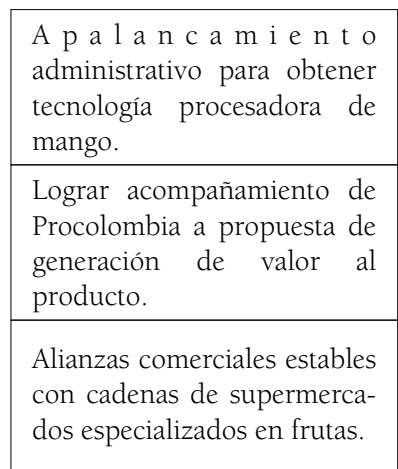 Apalancamiento
administrativo para obtener
tecnología procesadora de
mango.
Lograr acompañamiento de
Procolombia a propuesta de
generación de valor al
producto.
Alianzas comerciales estables
con cadenas de supermerca-
dos especializados en frutas.